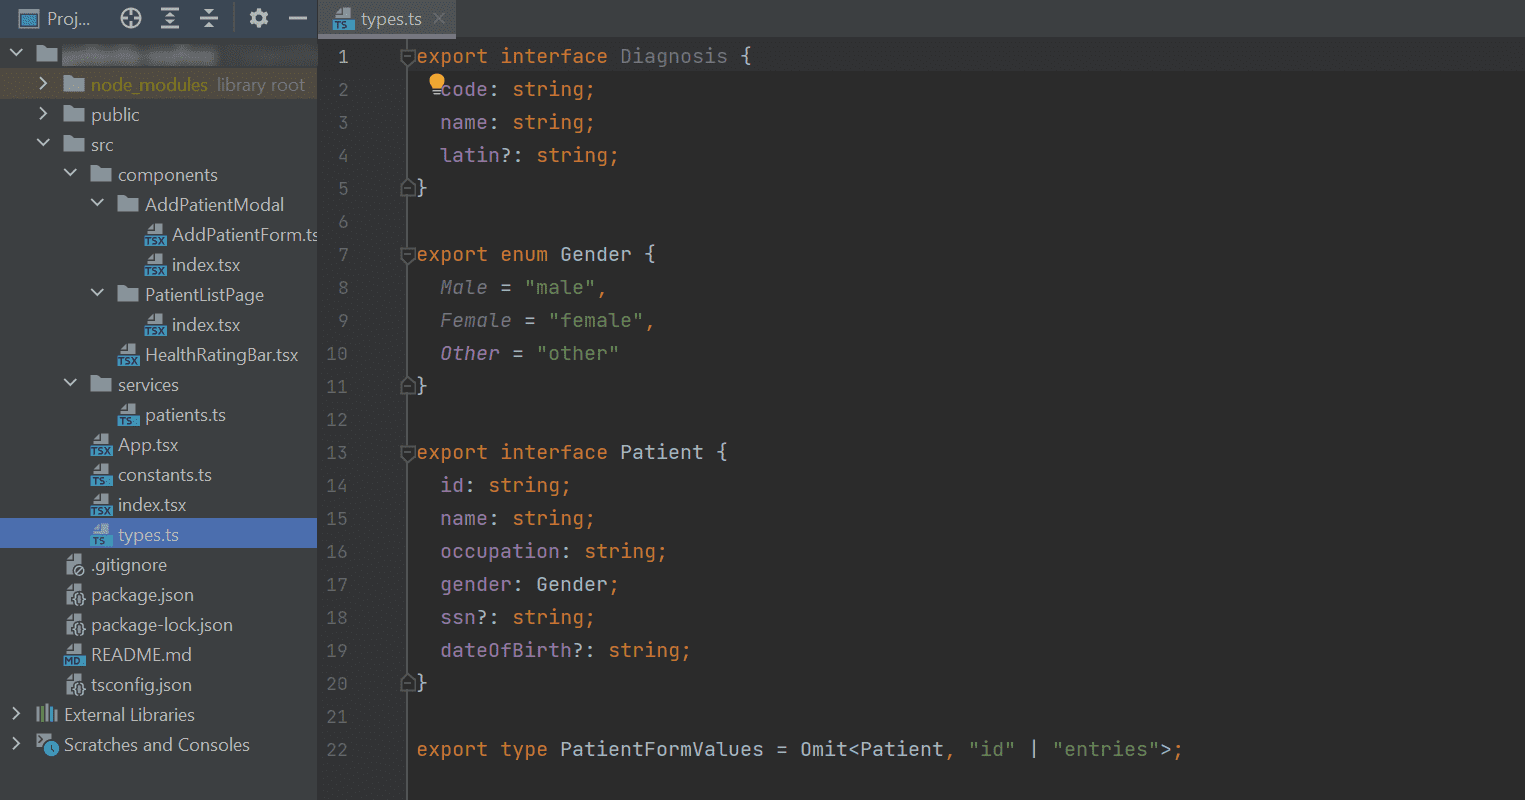 Proj...
node_modules library root
public
src
components
AddPatientModal
AddPatientForm.ts
index.tsx
PatientListPage
index.tsx
HealthRatingBar.tsx
services
patients.ts
App.tsx
constants.ts
index.tsx
types.ts
.gitignore
package.json
package-lock.json
README.md
tsconfig.json
External Libraries
Scratches and Consoles
types.ts
1 export interface Diagnosis {
2 code: string;
3 name: string;
4 latin?: string;
5 }
6
7 export enum Gender {
8 Male = "male",
9 Female = "female",
10 Other = "other"
11 }
12
13 export interface Patient {
14 id: string;
15 name: string;
16 occupation: string;
17 gender: Gender;
18 ssn?: string;
19 dateOfBirth?: string;
20 }
21
22 export type PatientFormValues = Omit<Patient, "id" | "entries">;